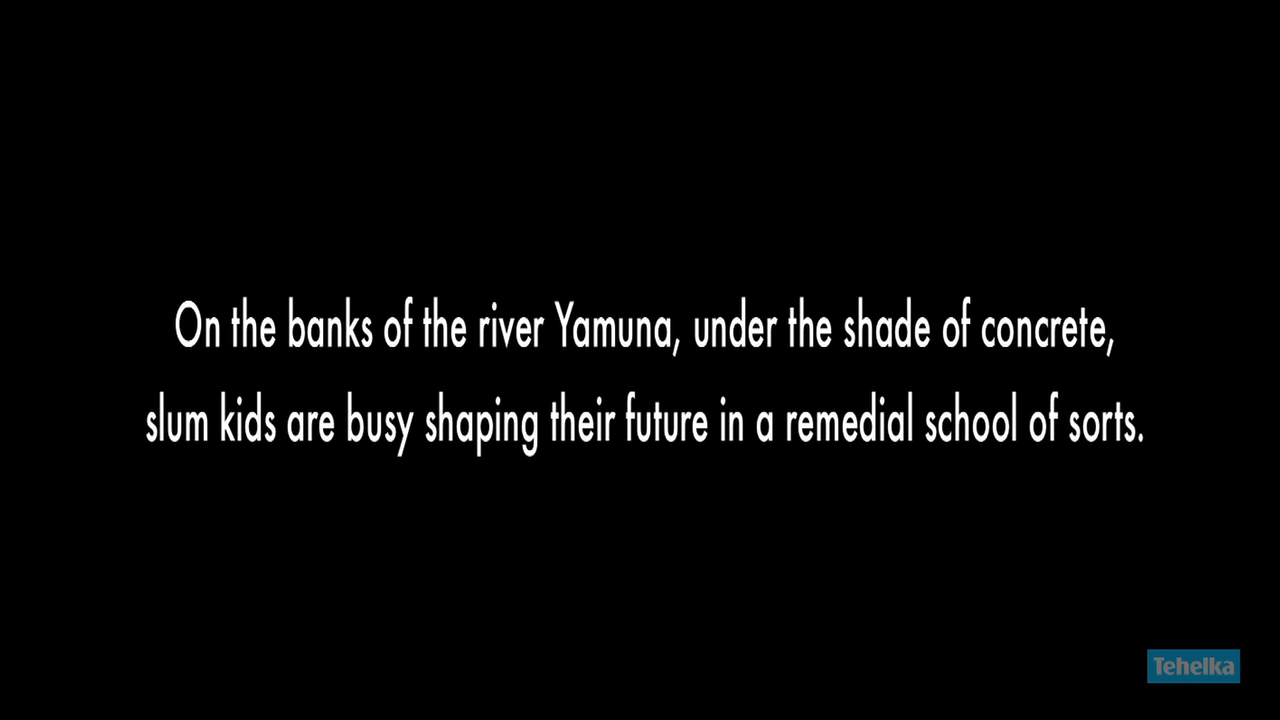 On the banks of the river Yamuna, under the shade of concrete,
slum kids are busy shaping their future in a remedial school of sorts.
Tehelka